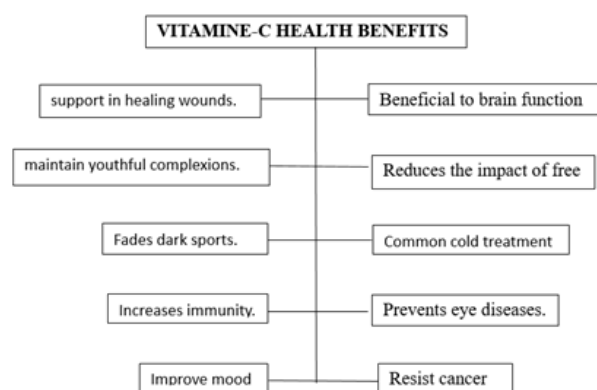 VITAMINE-C HEALTH BENEFITS
support in healing wounds.
Beneficial to brain function
maintain youthful complexions.
Reduces the impact of free
Fades dark sports.
Common cold treatment
Increases immunity.
Prevents eye diseases.
Improve mood
Resist cancer